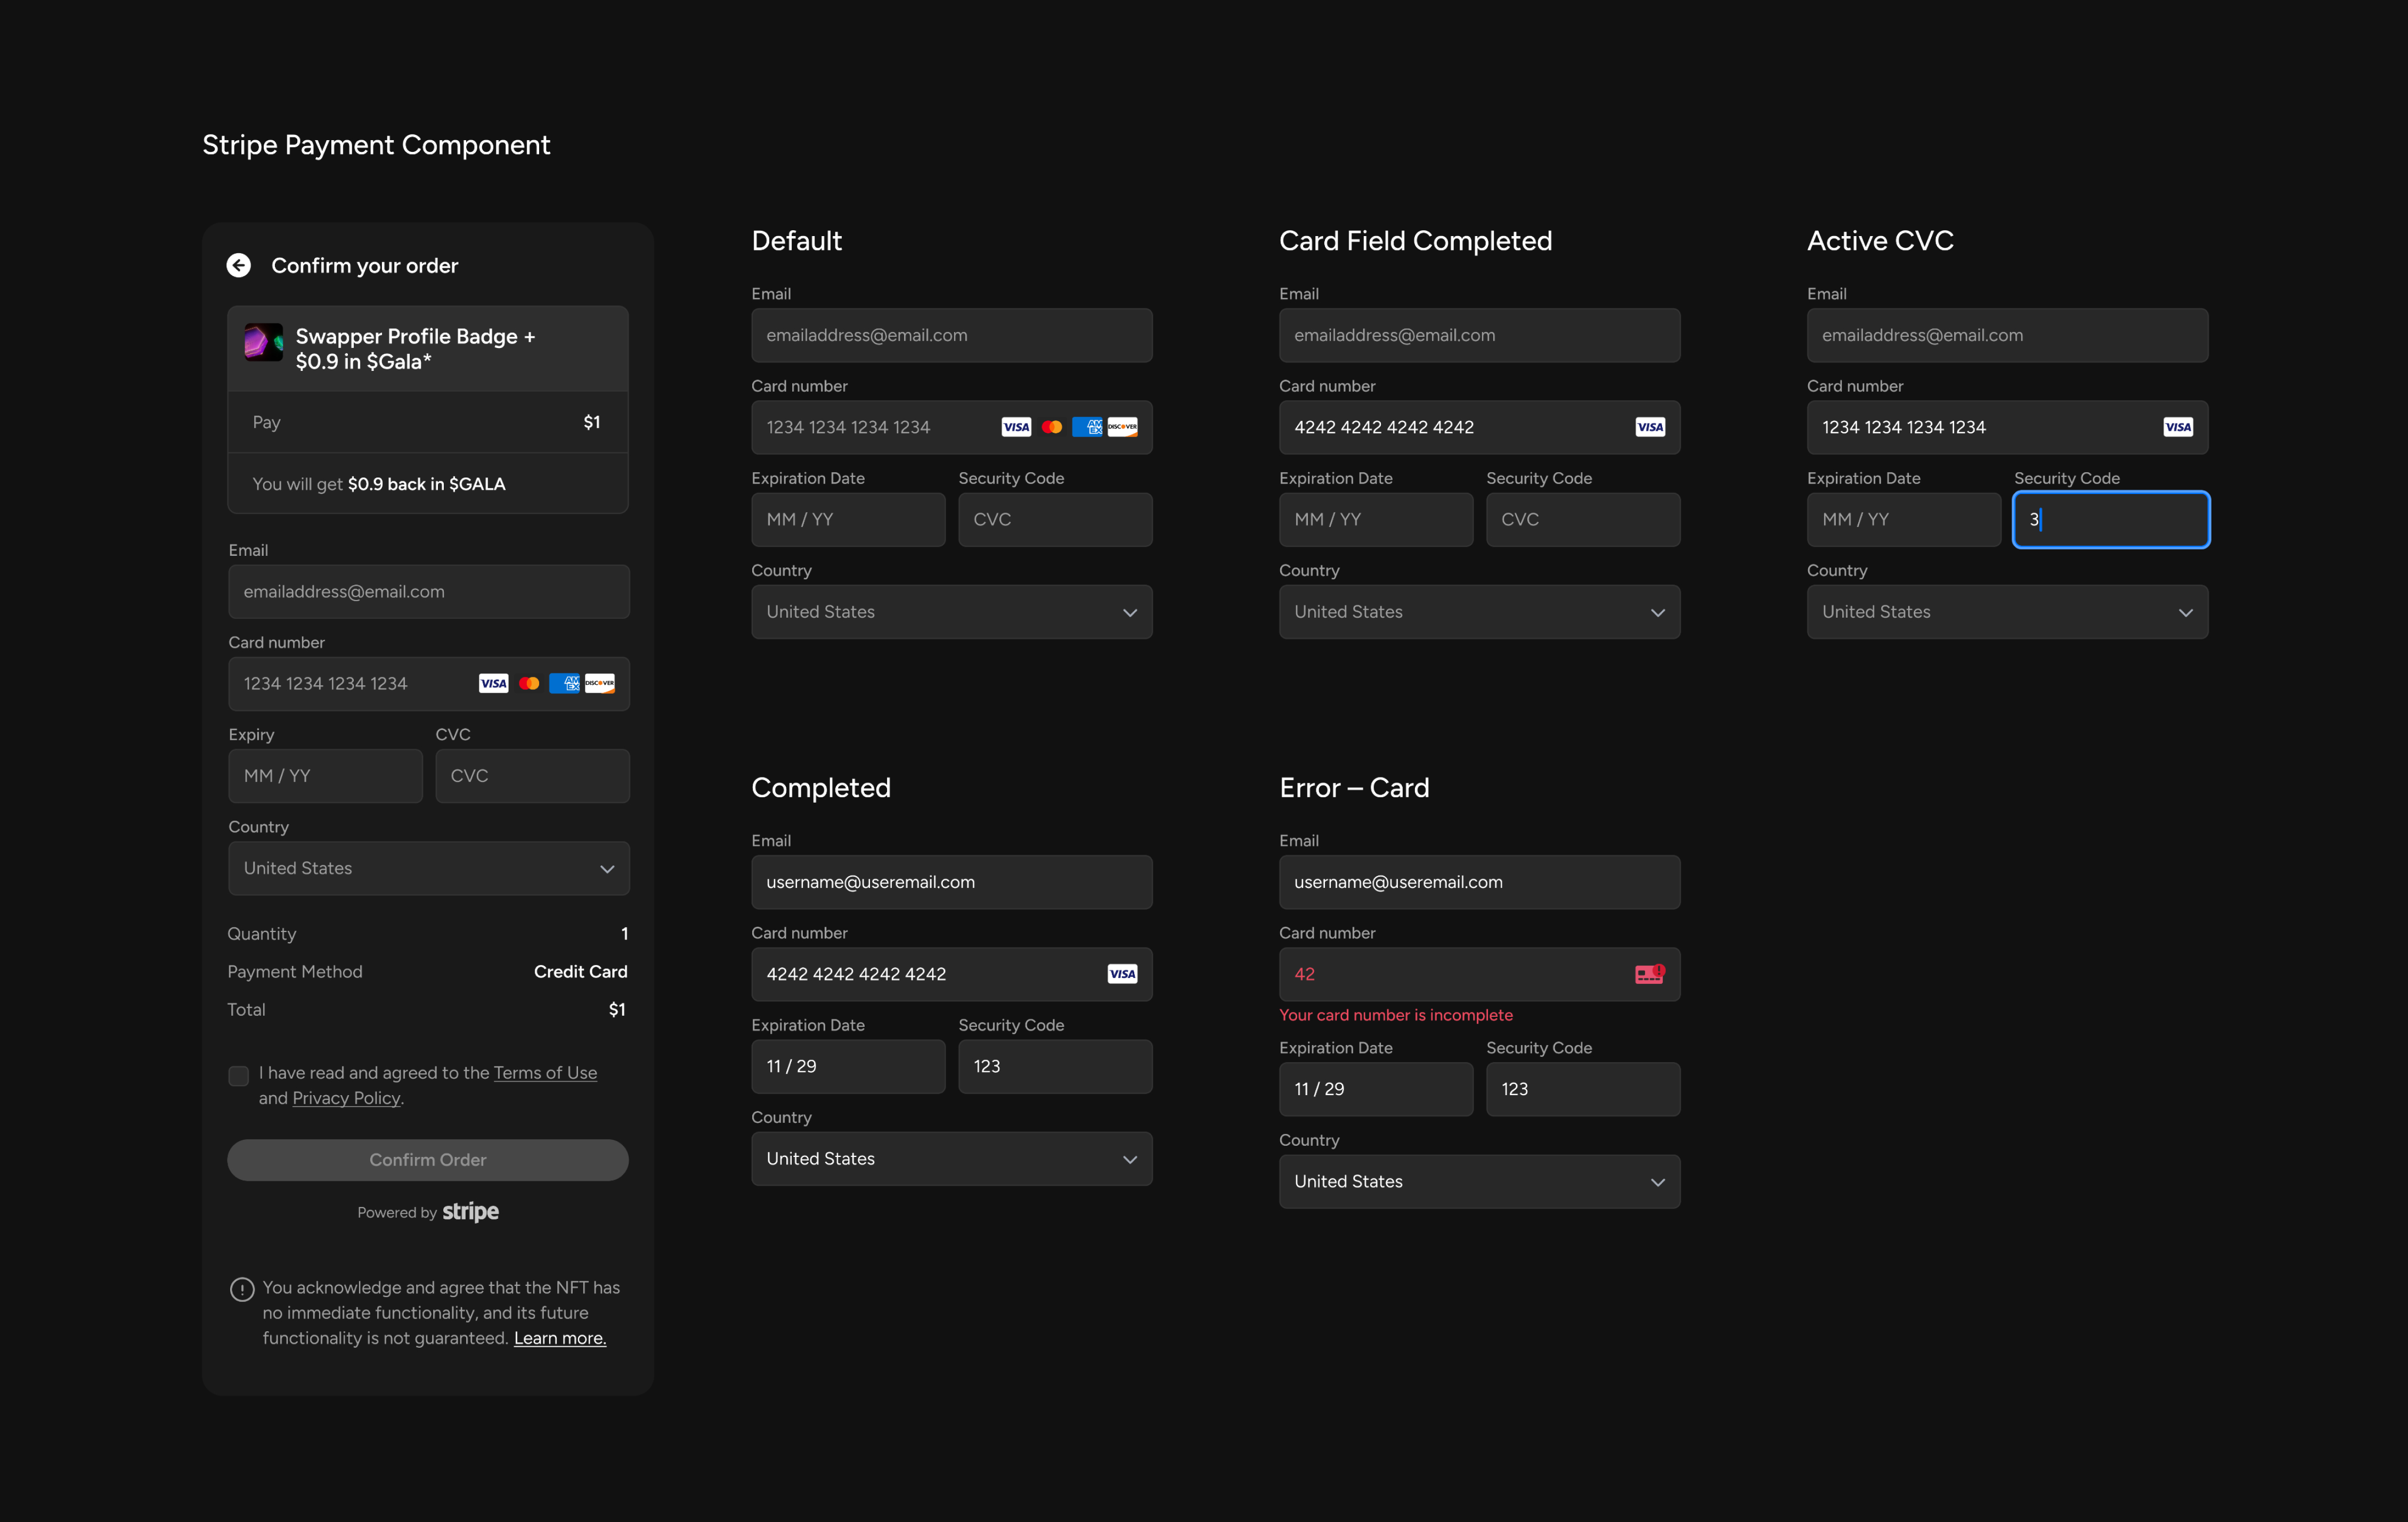 Stripe Payment Component
Confirm your order
Swapper Profile Badge +
$0.9 in $Gala*
Pay $1
You will get $0.9 back in $GALA
Email
emailaddress@email.com
Card number
1234 1234 1234 1234 VISA AMEX DISCOVER
Expiry CVC
MM / YY CVC
Country
United States
Quantity 1
Payment Method Credit Card
Total $1
I have read and agreed to the Terms of Use
and Privacy Policy.
Confirm Order
Powered by stripe
You acknowledge and agree that the NFT has
no immediate functionality, and its future
functionality is not guaranteed. Learn more.
Default
Email
emailaddress@email.com
Card number
1234 1234 1234 1234 VISA AMEX DISCOVER
Expiration Date Security Code
MM / YY CVC
Country
United States
Card Field Completed
Email
emailaddress@email.com
Card number
4242 4242 4242 4242 VISA
Expiration Date Security Code
MM / YY CVC
Country
United States
Active CVC
Email
emailaddress@email.com
Card number
1234 1234 1234 1234 VISA
Expiration Date Security Code
MM / YY 3
Country
United States
Completed
Email
username@useremail.com
Card number
4242 4242 4242 4242 VISA
Expiration Date Security Code
11 / 29 123
Country
United States
Error – Card
Email
username@useremail.com
Card number
42
Your card number is incomplete
Expiration Date Security Code
11 / 29 123
Country
United States